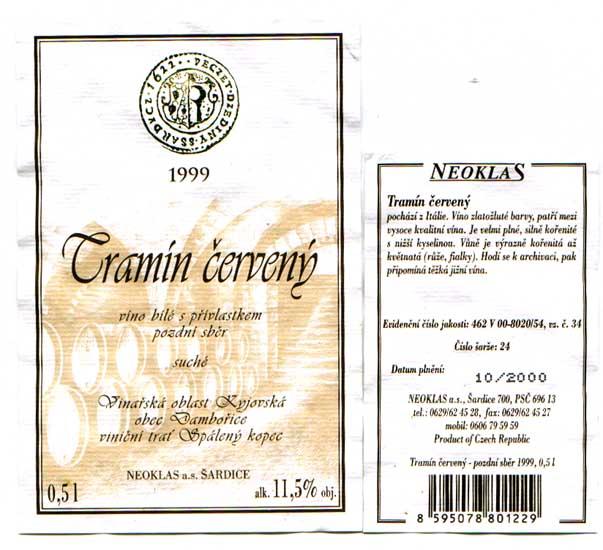 1622 · PECZET · DIEDINY · SSARDYCZ ·
1999
Tramín červený
víno bílé s přívlastkem
pozdní sběr
suché
Vinařská oblast Kyjovská
obec Dambořice
viniční trať Spálený kopec
NEOKLAS a.s. ŠARDICE
0,5 l
alk. 11,5% obj.
NEOKLAS
Tramín červený
pochází z Itálie. Víno zlatožluté barvy, patří mezi
vysoce kvalitní vína. Je velmi plné, silně kořenité
s nižší kyselinou. Vůně je výrazně kořenitá až
květnatá (růže, fialky). Hodí se k archivaci, pak
připomíná těžká jižní vína.
Evidenční číslo jakosti: 462 V 00-8020/54, vz. č. 34
Číslo šarže: 24
Datum plnění: 10/2000
NEOKLAS a.s., Šardice 700, PSČ 696 13
tel.: 0629/62 45 28, fax: 0629/62 45 27
mobil: 0606 79 59 59
Product of Czech Republic
Tramín červený - pozdní sběr 1999, 0,5 l
8 595078 801229